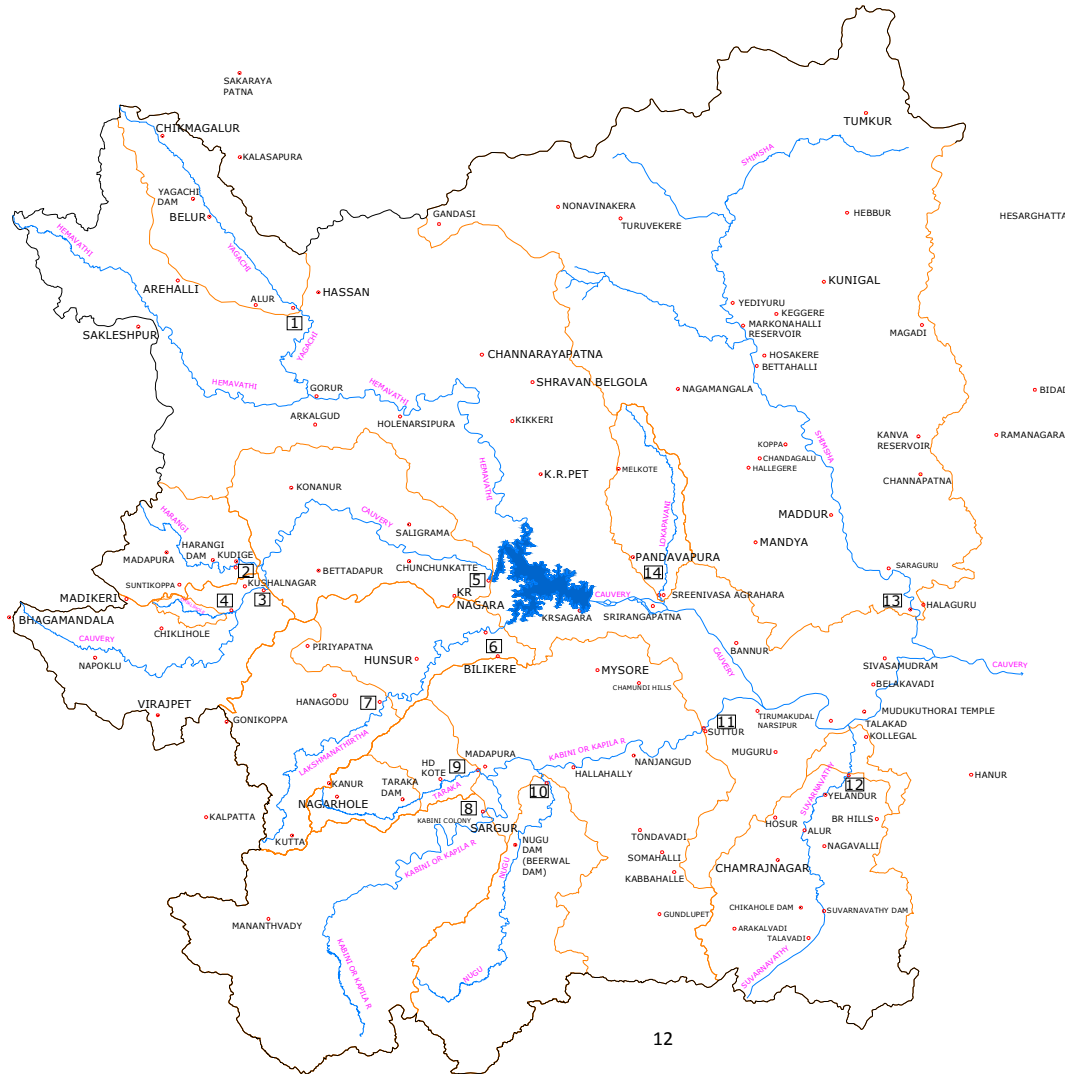 SAKARAYA
PATNA
TUMKUR
CHIKMAGALUR
KALASAPURA
SHIMSHA
YAGACHI
DAM
BELUR
NONAVINAKERA
TURUVEKERE
GANDASI
HEBBUR
HESARGHATTA
HEMAVATHI
YAGACHI
AREHALLI
ALUR
HASSAN
KUNIGAL
YEDIYURU
KEGGERE
MARKONAHALLI
RESERVOIR
MAGADI
1
SAKLESHPUR
YAGACHI
CHANNARAYAPATNA
HOSAKERE
BETTAHALLI
HEMAVATHI
GORUR
HEMAVATHI
SHRAVAN BELGOLA
NAGAMANGALA
BIDAD
ARKALGUD
HOLENARSIPURA
KIKKERI
SHIMSHA
KOPPA
KANVA
RESERVOIR
RAMANAGARA
CHANDAGALU
HALLEGERE
MELKOTE
K.R.PET
HEMAVATHI
CHANNAPATNA
KONANUR
HARANGI
CAUVERY
SALIGRAMA
LOKAPAVANI
MADDUR
MANDYA
MADAPURA
HARANGI
DAM
KUDIGE
2
BETTADAPUR
CHUNCHUNKATTE
PANDAVAPURA
14
SARAGURU
SUNTIKOPPA
KUSHALNAGAR
5
MADIKERI
4
3
KR
NAGARA
CAUVERY
SREENIVASA AGRAHARA
13
HALAGURU
BHAGAMANDALA
KRSAGARA
SRIRANGAPATNA
CHIKLIHOLE
CAUVERY
NAPOKLU
PIRIYAPATNA
6
BILIKERE
HUNSUR
BANNUR
CAUVERY
SIVASAMUDRAM
CAUVERY
MYSORE
CHAMUNDI HILLS
BELAKAVADI
VIRAJPET
GONIKOPPA
HANAGODU
7
11
SUTTUR
TIRUMAKUDAL
NARSIPUR
MUDUKUTHORAI TEMPLE
TALAKAD
KOLLEGAL
LAKSHMANATHIRTHA
KABINI OR KAPILA R
NANJANGUD
MUGURU
HD
KOTE
9
MADAPURA
HALLAHALLY
HANUR
KANUR
NAGARHOLE
TARAKA
DAM
TARAKA
10
12
YELANDUR
SUVARNAVATHY
KALPATTA
KABINI COLONY
8
SARGUR
HOSUR
BR HILLS
KUTTA
TONDAVADI
ALUR
NUGU
DAM
(BEERWAL
DAM)
NAGAVALLI
SOMAHALLI
KABBAHALLE
CHAMRAJNAGAR
KABINI OR KAPILA R
NUGU
MANANTHVADY
GUNDLUPET
CHIKAHOLE DAM
SUVARNAVATHY DAM
ARAKALVADI
TALAVADI
KABINI OR KAPILA R
NUGU
SUVARNAVATHY
12